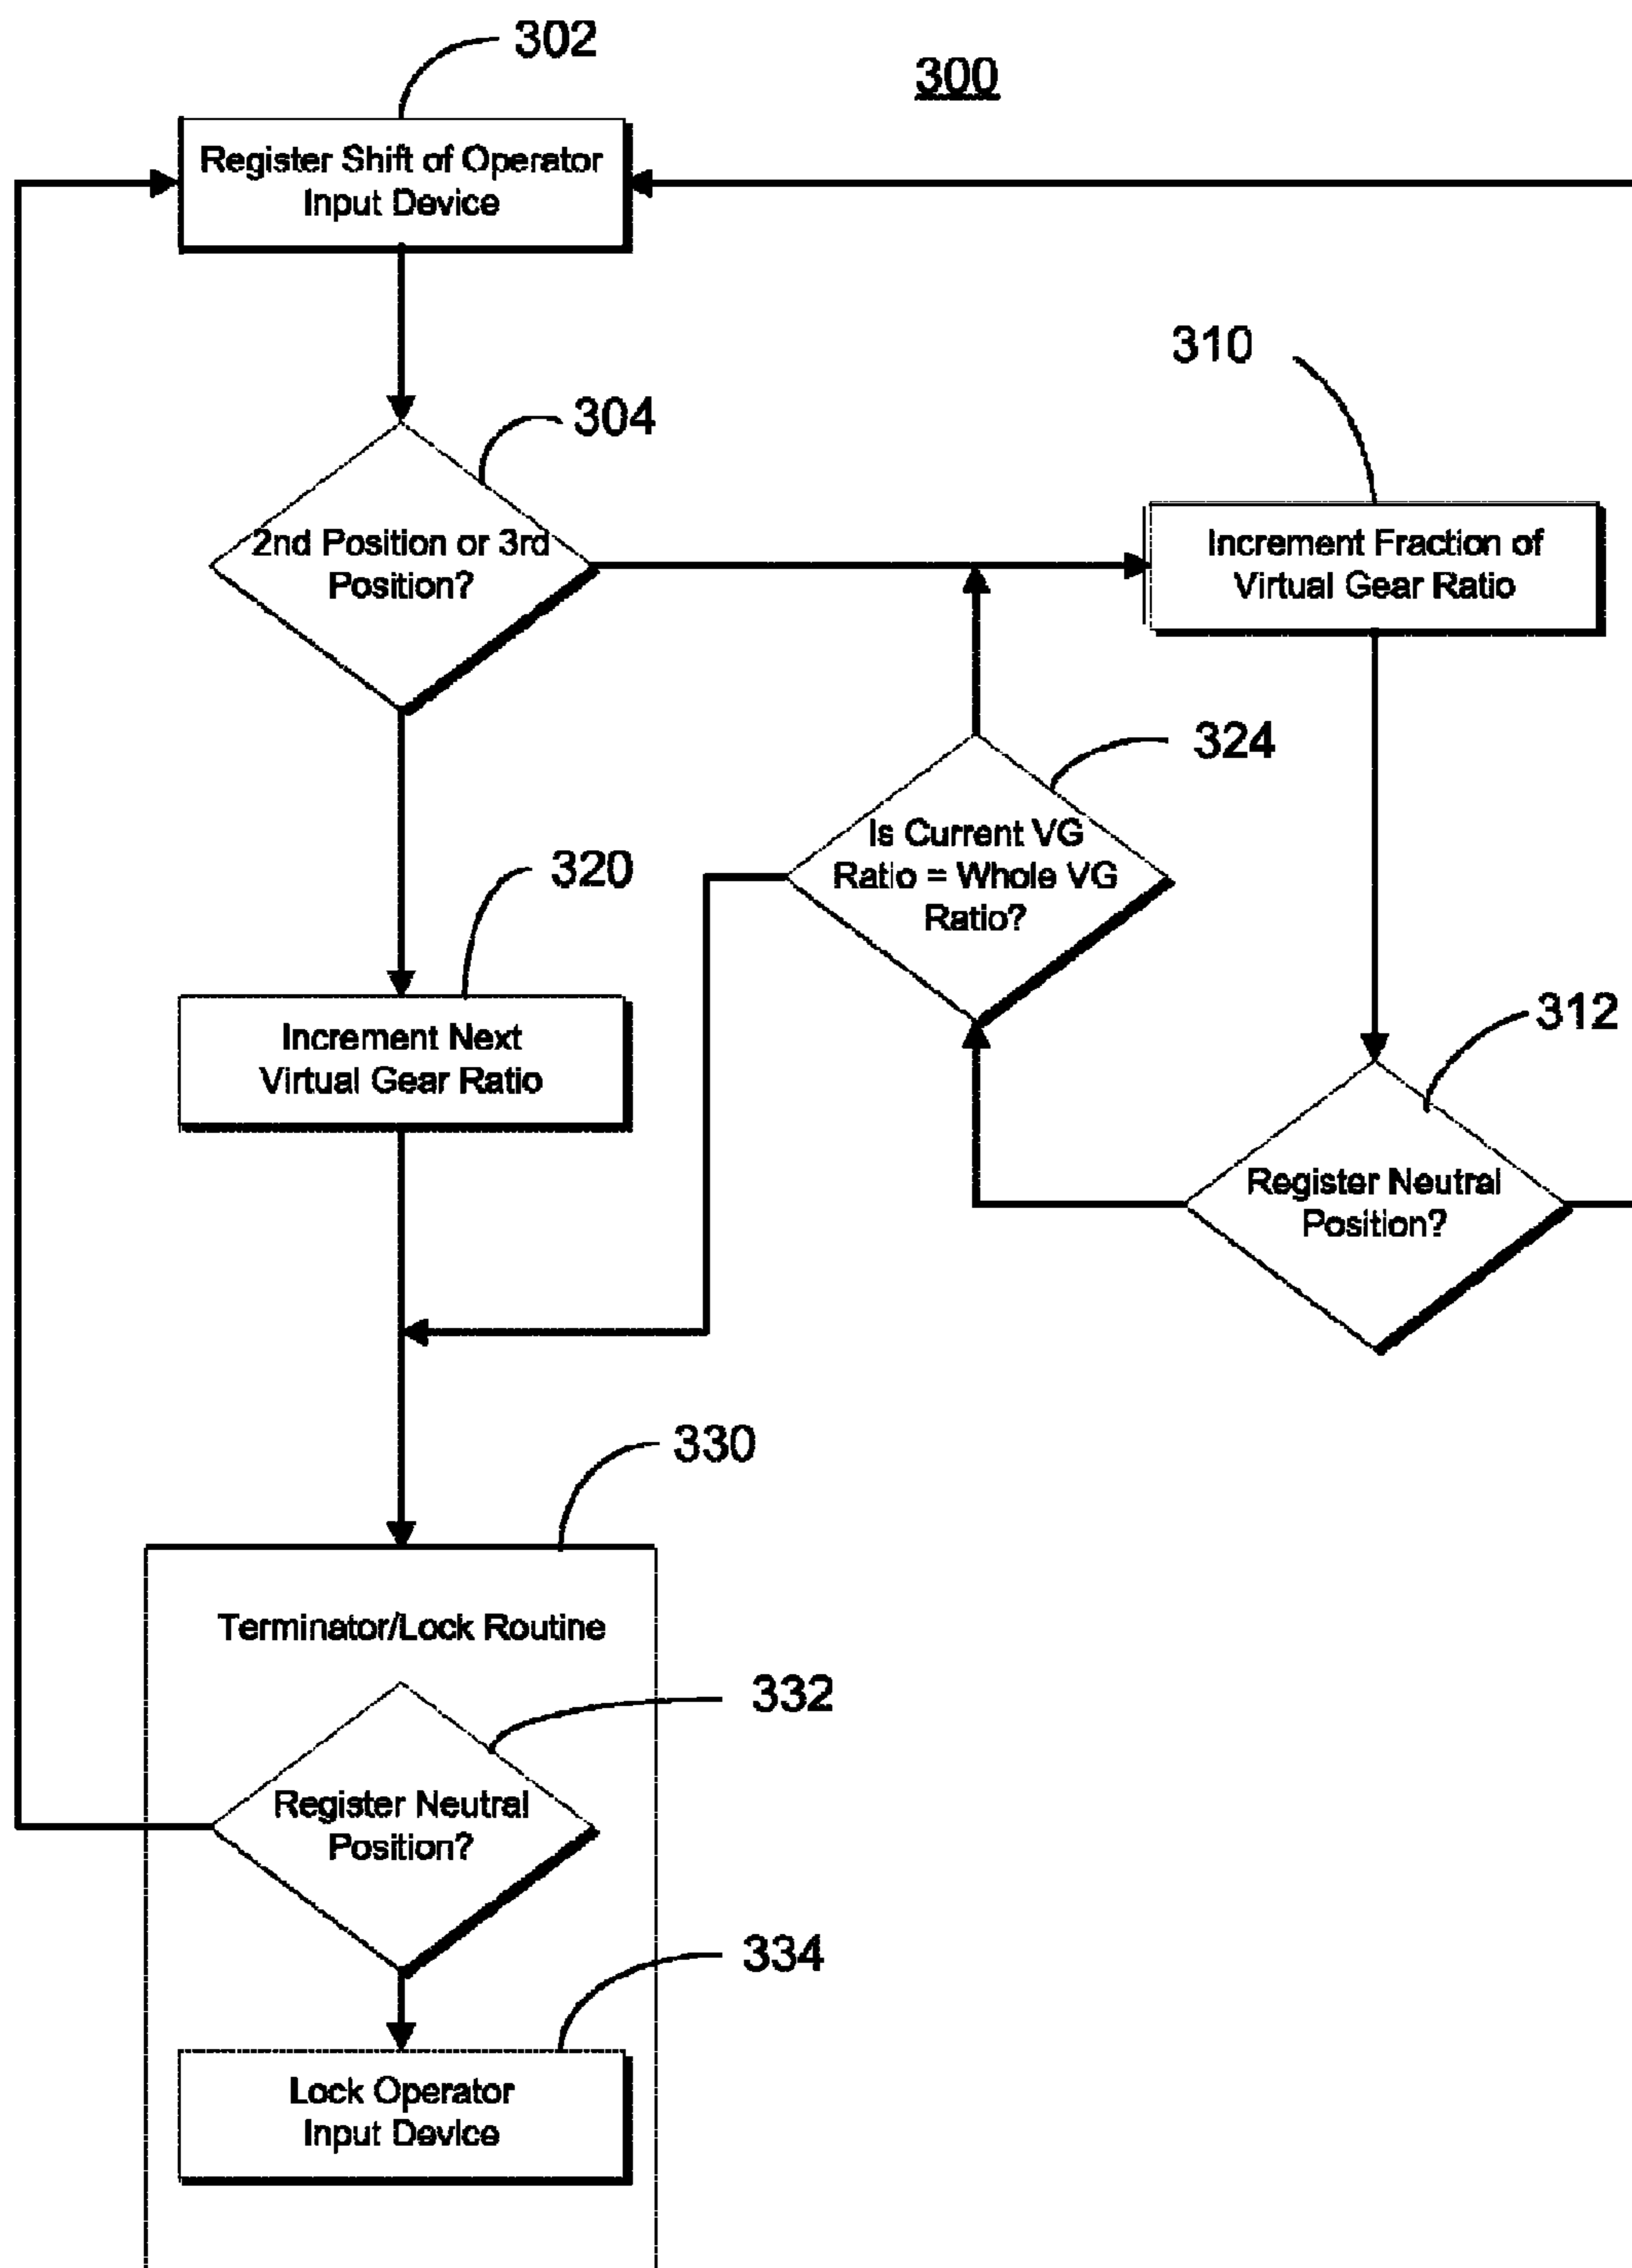 302
300
Register Shift of Operator
Input Device
310
304
2nd Position or 3rd
Position?
Increment Fraction of
Virtual Gear Ratio
324
Is Current VG
Ratio = Whole VG
Ratio?
320
Increment Next
Virtual Gear Ratio
312
Register Neutral
Position?
330
Terminator/Lock Routine
332
Register Neutral
Position?
334
Lock Operator
Input Device